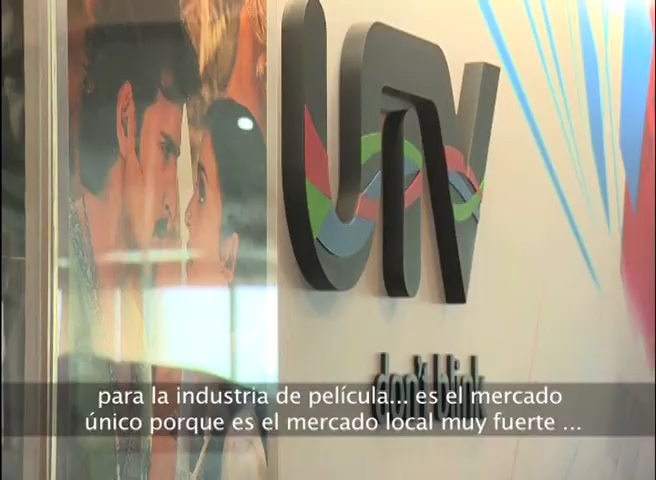 UTV
don't blink
para la industria de película... es el mercado
único porque es el mercado local muy fuerte ...